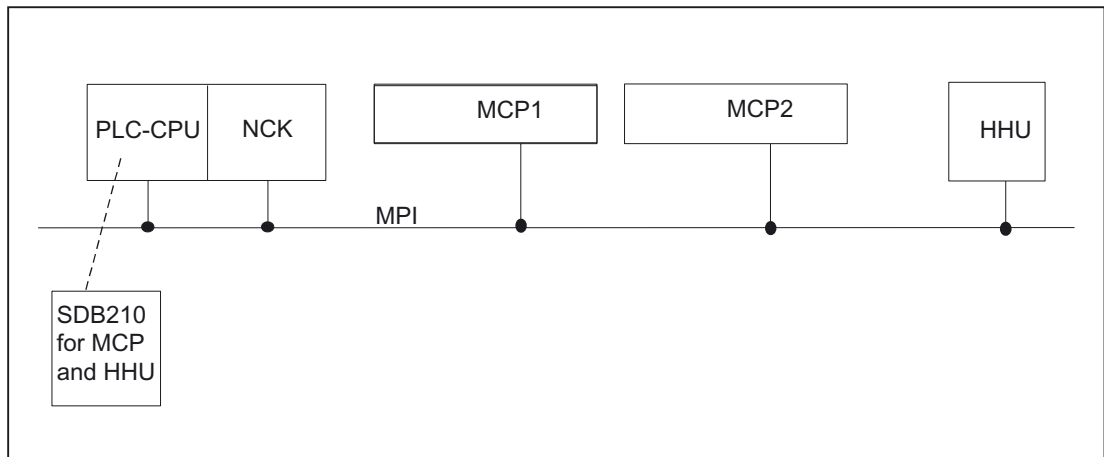 PLC-CPU
NCK
MCP1
MCP2
HHU
MPI
SDB210
for MCP
and HHU